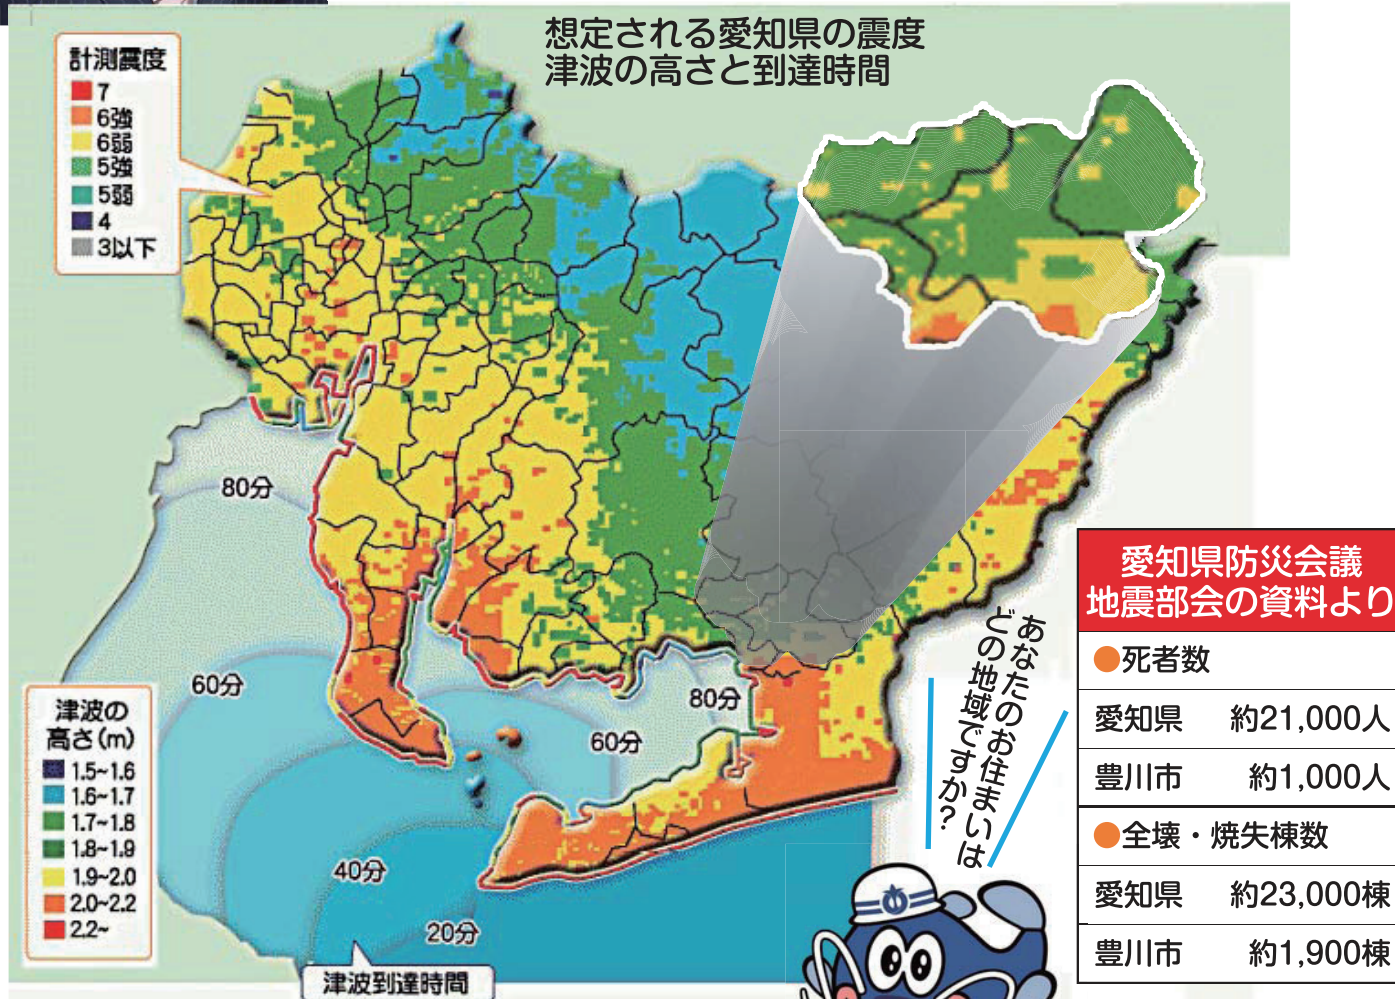 想定される愛知県の震度
津波の高さと到達時間
計測震度
7
6強
6弱
5強
5弱
4
3以下
80分
60分
80分
60分
40分
20分
津波の
高さ(m)
1.5~1.6
1.6~1.7
1.7~1.8
1.8~1.9
1.9~2.0
2.0~2.2
2.2~
津波到達時間
あなたのお住まいは
どの地域ですか?
愛知県防災会議
地震部会の資料より
●死者数
愛知県 約21,000人
豊川市 約1,000人
●全壊・焼失棟数
愛知県 約23,000棟
豊川市 約1,900棟